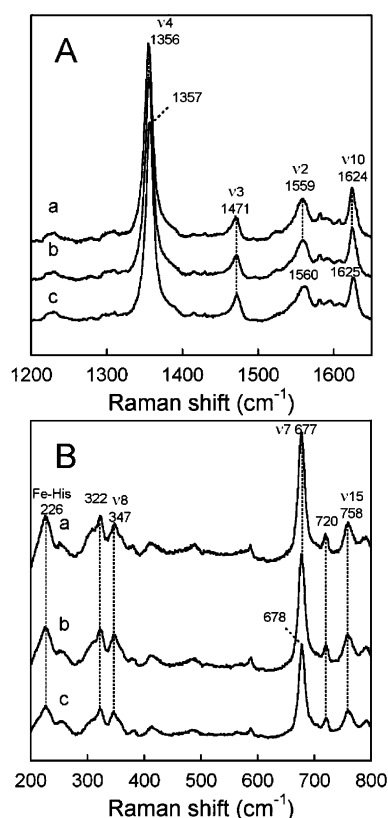 A
ν4
1356
1357
ν3
1471
ν2
1559
ν10
1624
a
b
1560
1625
c
1200 1300 1400 1500 1600
Raman shift (cm⁻¹)
B
ν7 677
Fe-His
226
322
ν8
347
720
ν15
758
a
b
678
c
200 300 400 500 600 700 800
Raman shift (cm⁻¹)